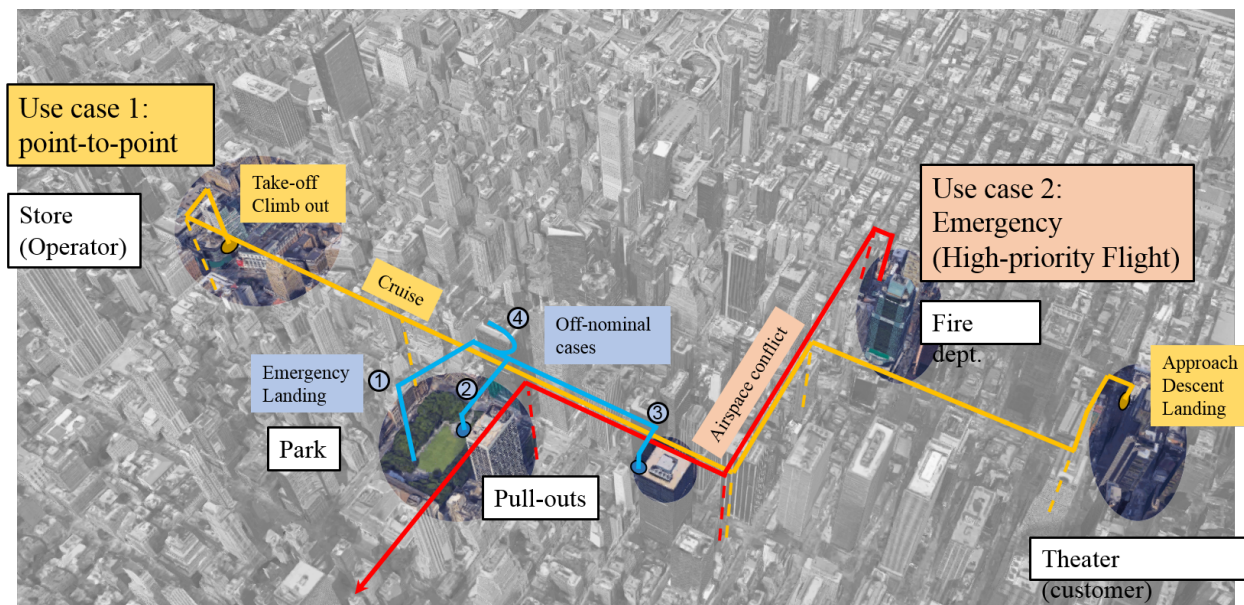 Use case 1:
point-to-point
Store
(Operator)
Take-off
Climb out
Cruise
④
Off-nominal
cases
Emergency
Landing
①
②
③
Park
Pull-outs
Airspace conflict
Use case 2:
Emergency
(High-priority Flight)
Fire
dept.
Approach
Descent
Landing
Theater
(customer)